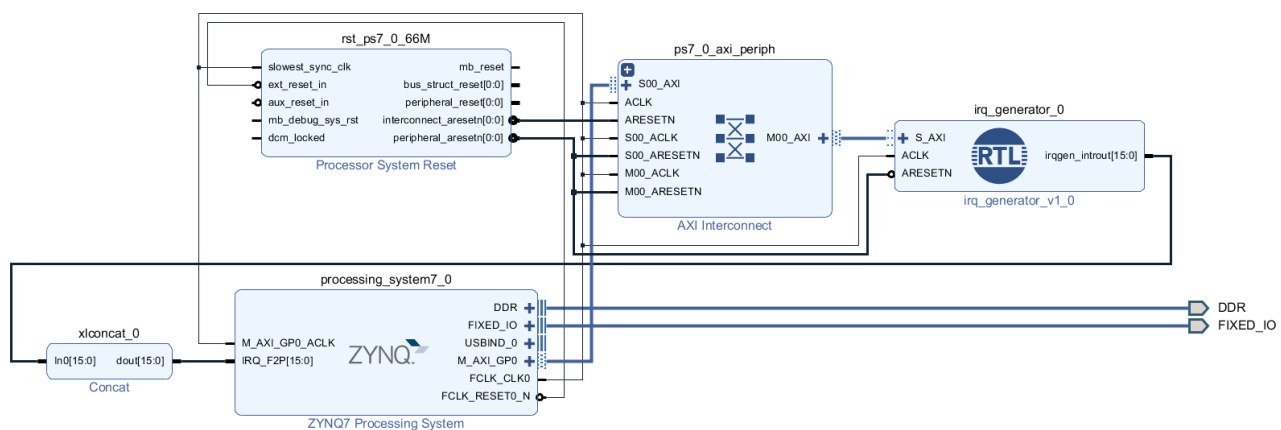 rst_ps7_0_66M
slowest_sync_clk
ext_reset_in
aux_reset_in
mb_debug_sys_rst
dcm_locked
mb_reset
bus_struct_reset[0:0]
peripheral_reset[0:0]
interconnect_aresetn[0:0]
peripheral_aresetn[0:0]
Processor System Reset
ps7_0_axi_periph
S00_AXI
ACLK
ARESETN
S00_ACLK
S00_ARESETN
M00_ACLK
M00_ARESETN
M00_AXI
AXI Interconnect
irq_generator_0
S_AXI
ACLK
ARESETN
RTL
irqgen_introut[15:0]
irq_generator_v1_0
xlconcat_0
In0[15:0]
dout[15:0]
Concat
processing_system7_0
M_AXI_GP0_ACLK
IRQ_F2P[15:0]
ZYNQ
DDR
FIXED_IO
USBIND_0
M_AXI_GP0
FCLK_CLK0
FCLK_RESET0_N
ZYNQ7 Processing System
DDR
FIXED_IO